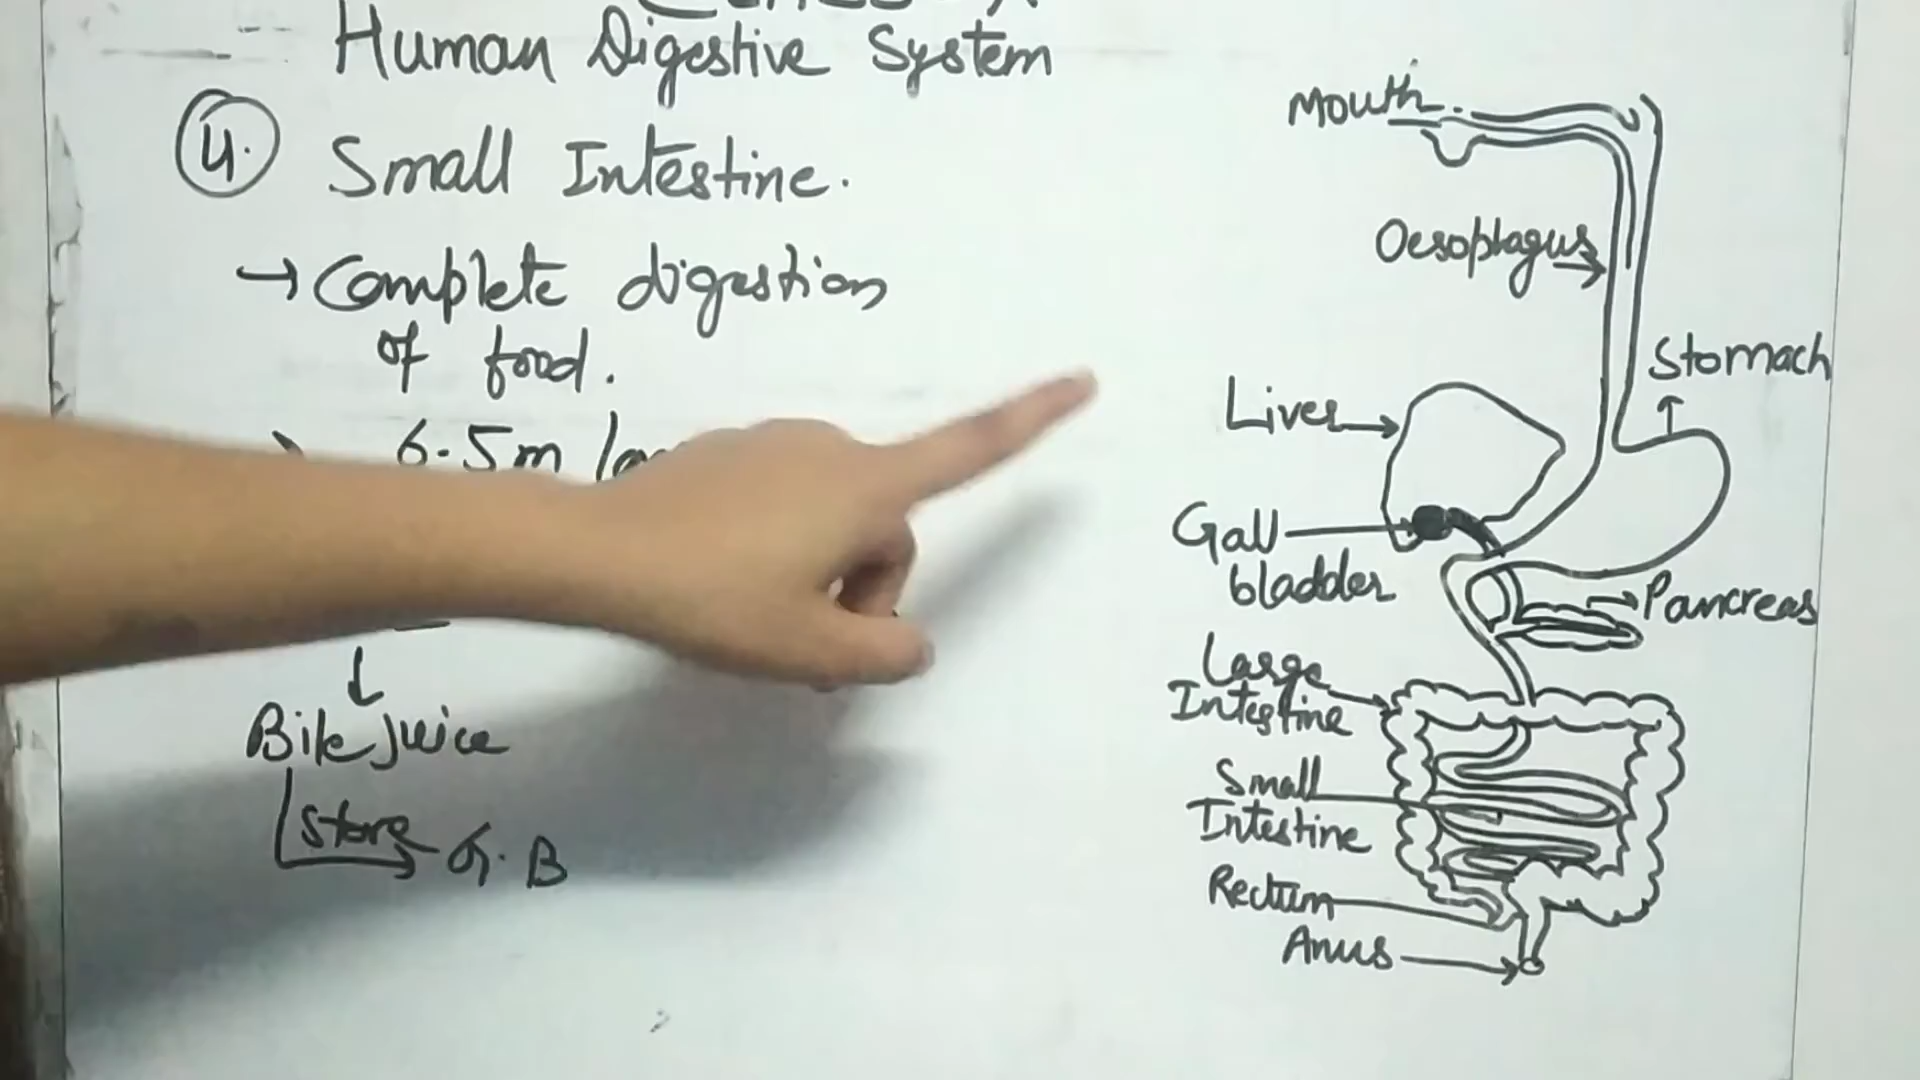 Human Digestive System
4.
Small Intestine.
→ Complete digestion
of food.
6.5m
↓
Bile juice
store → G.B
Mouth
Oesophagus
Stomach
Liver
Gall
bladder
Pancreas
Large
Intestine
Small
Intestine
Rectum
Anus